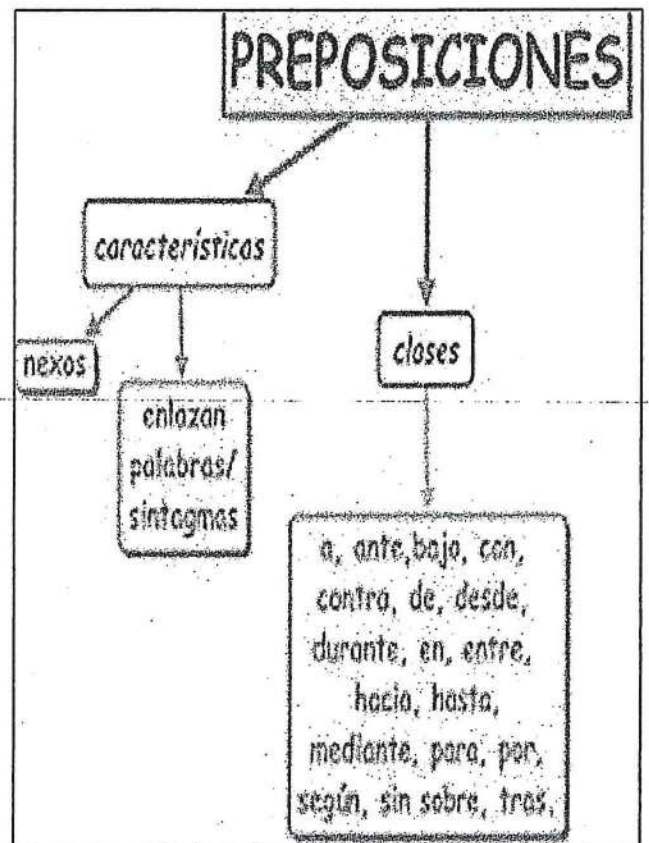 PREPOSICIONES
características
nexos
enlazan
palabras/
sintagmas
clases
a, ante,bajo, con,
contra, de, desde,
durante, en, entre,
hacia, hasta,
mediante, para, por,
según, sin sobre, tras.